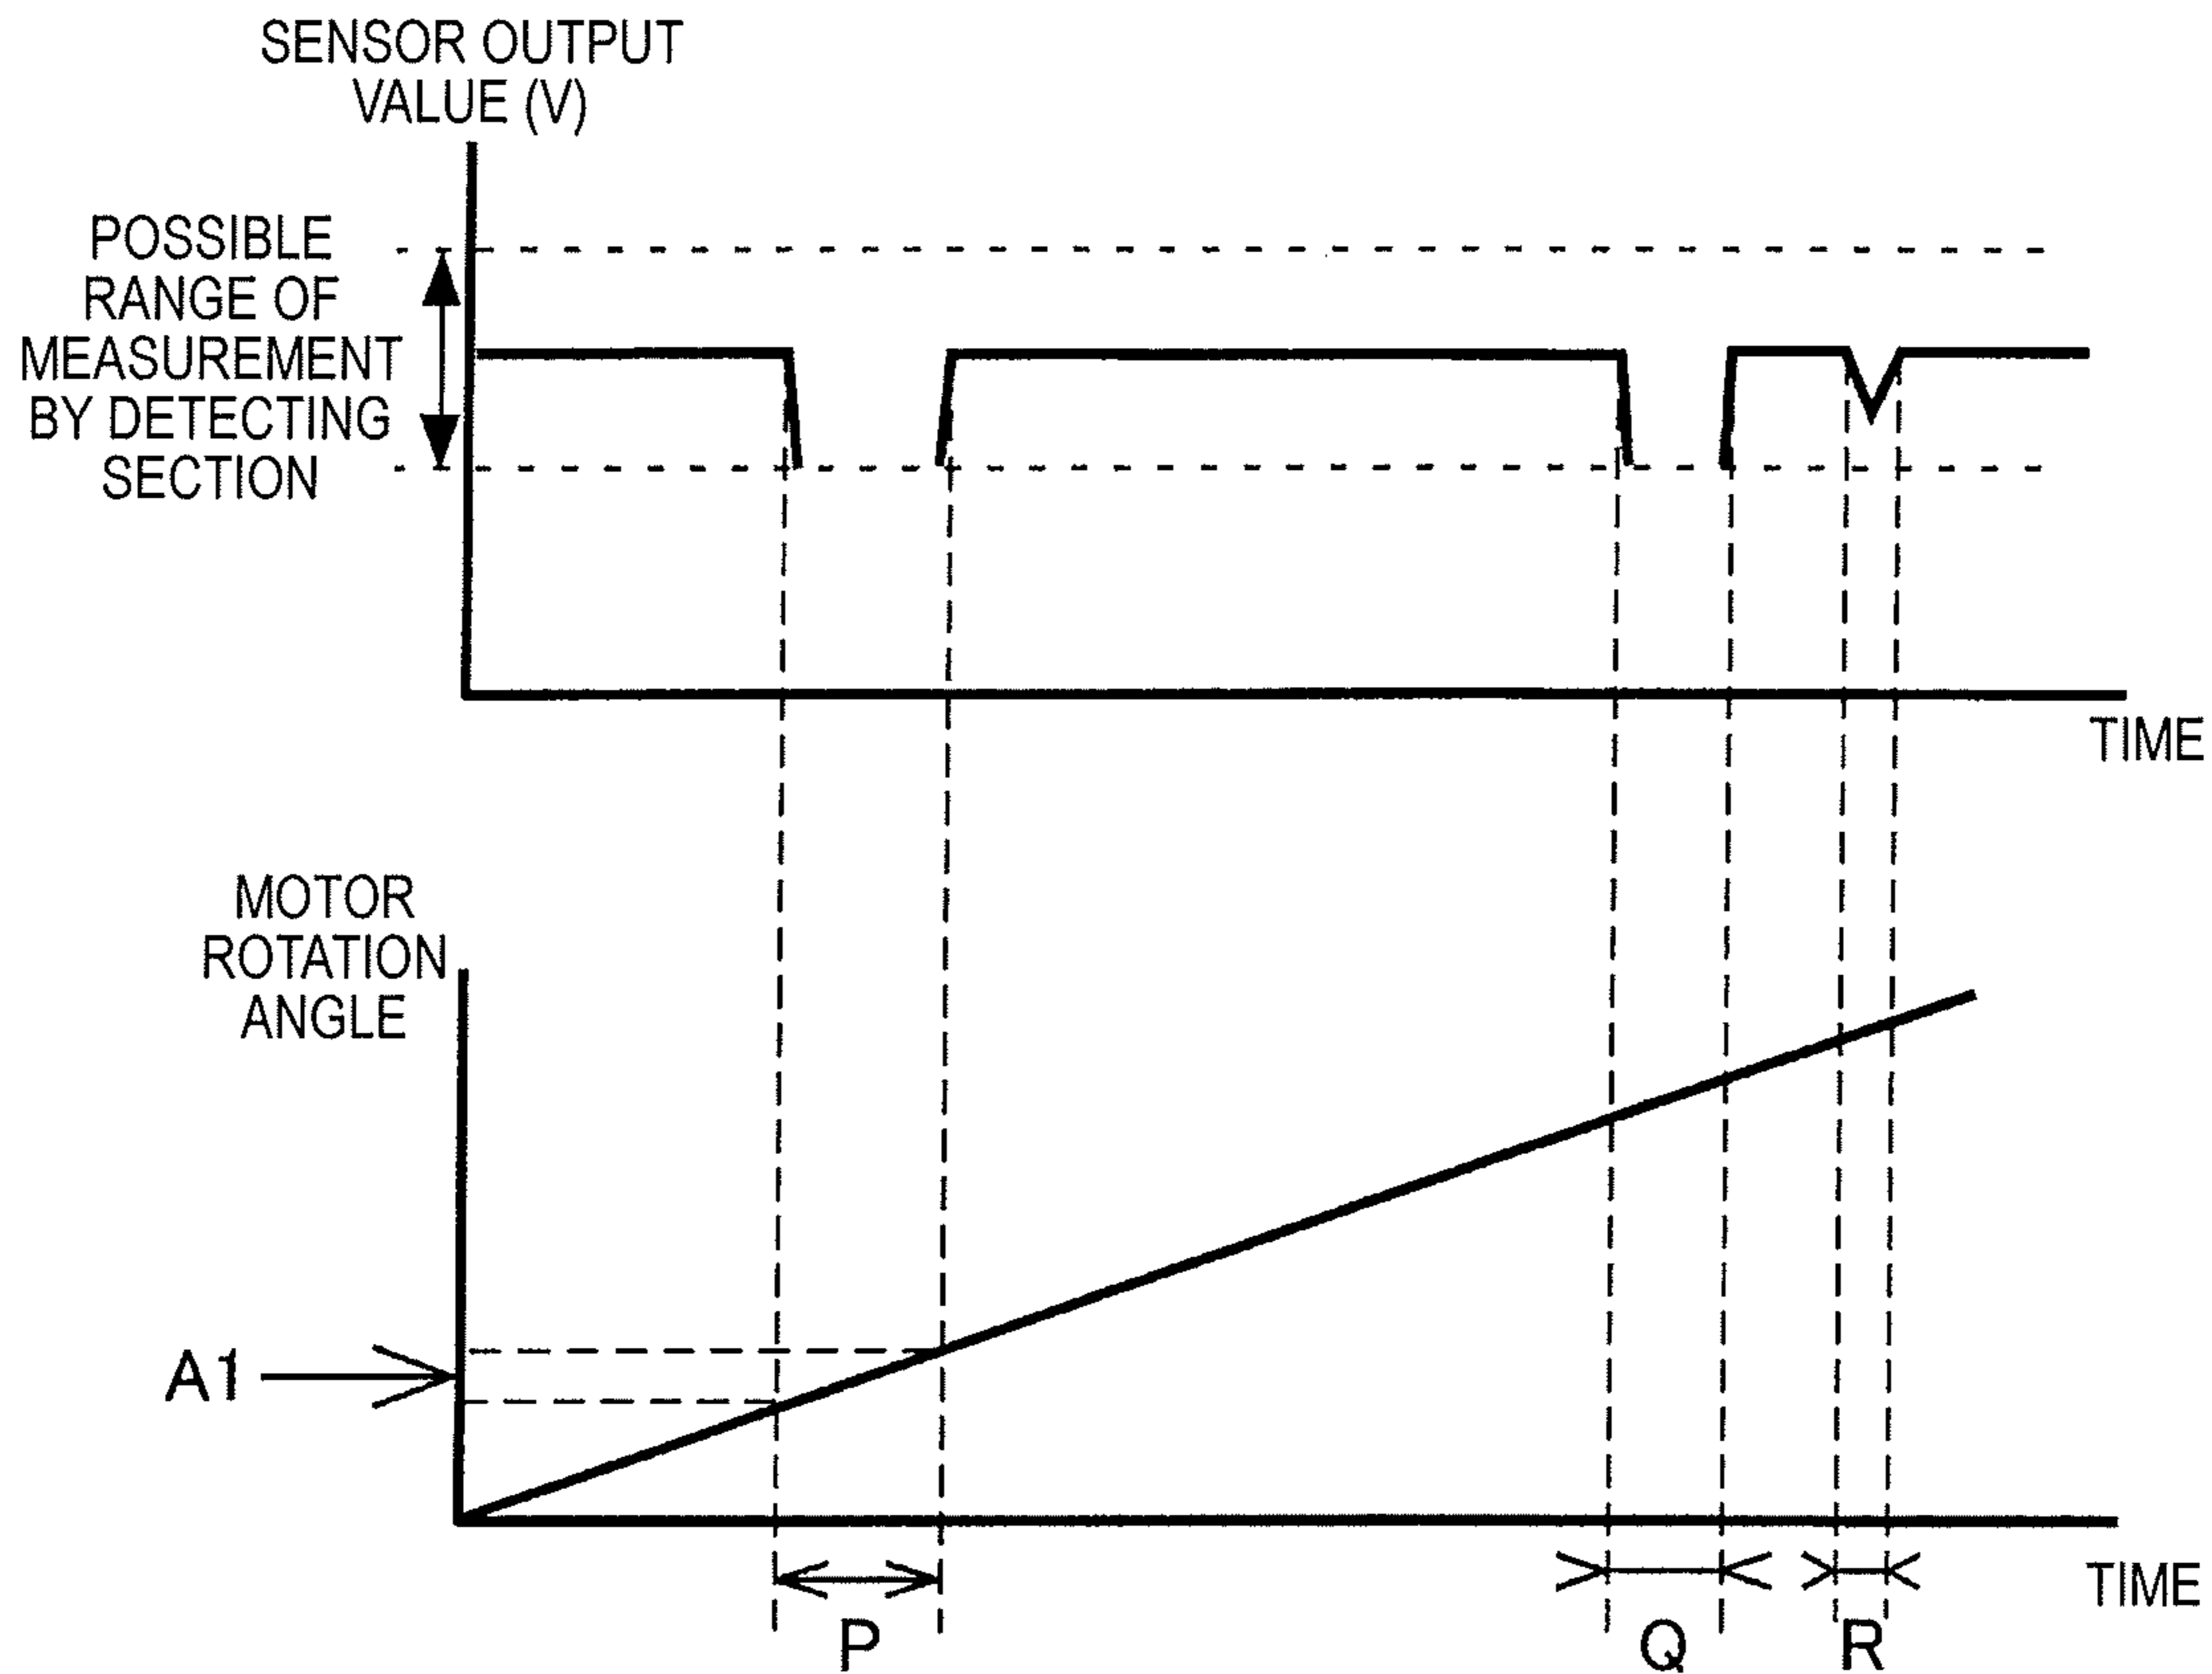 SENSOR OUTPUT
VALUE (V)
POSSIBLE
RANGE OF
MEASUREMENT
BY DETECTING
SECTION
TIME
MOTOR
ROTATION
ANGLE
A1
TIME
P
Q
R